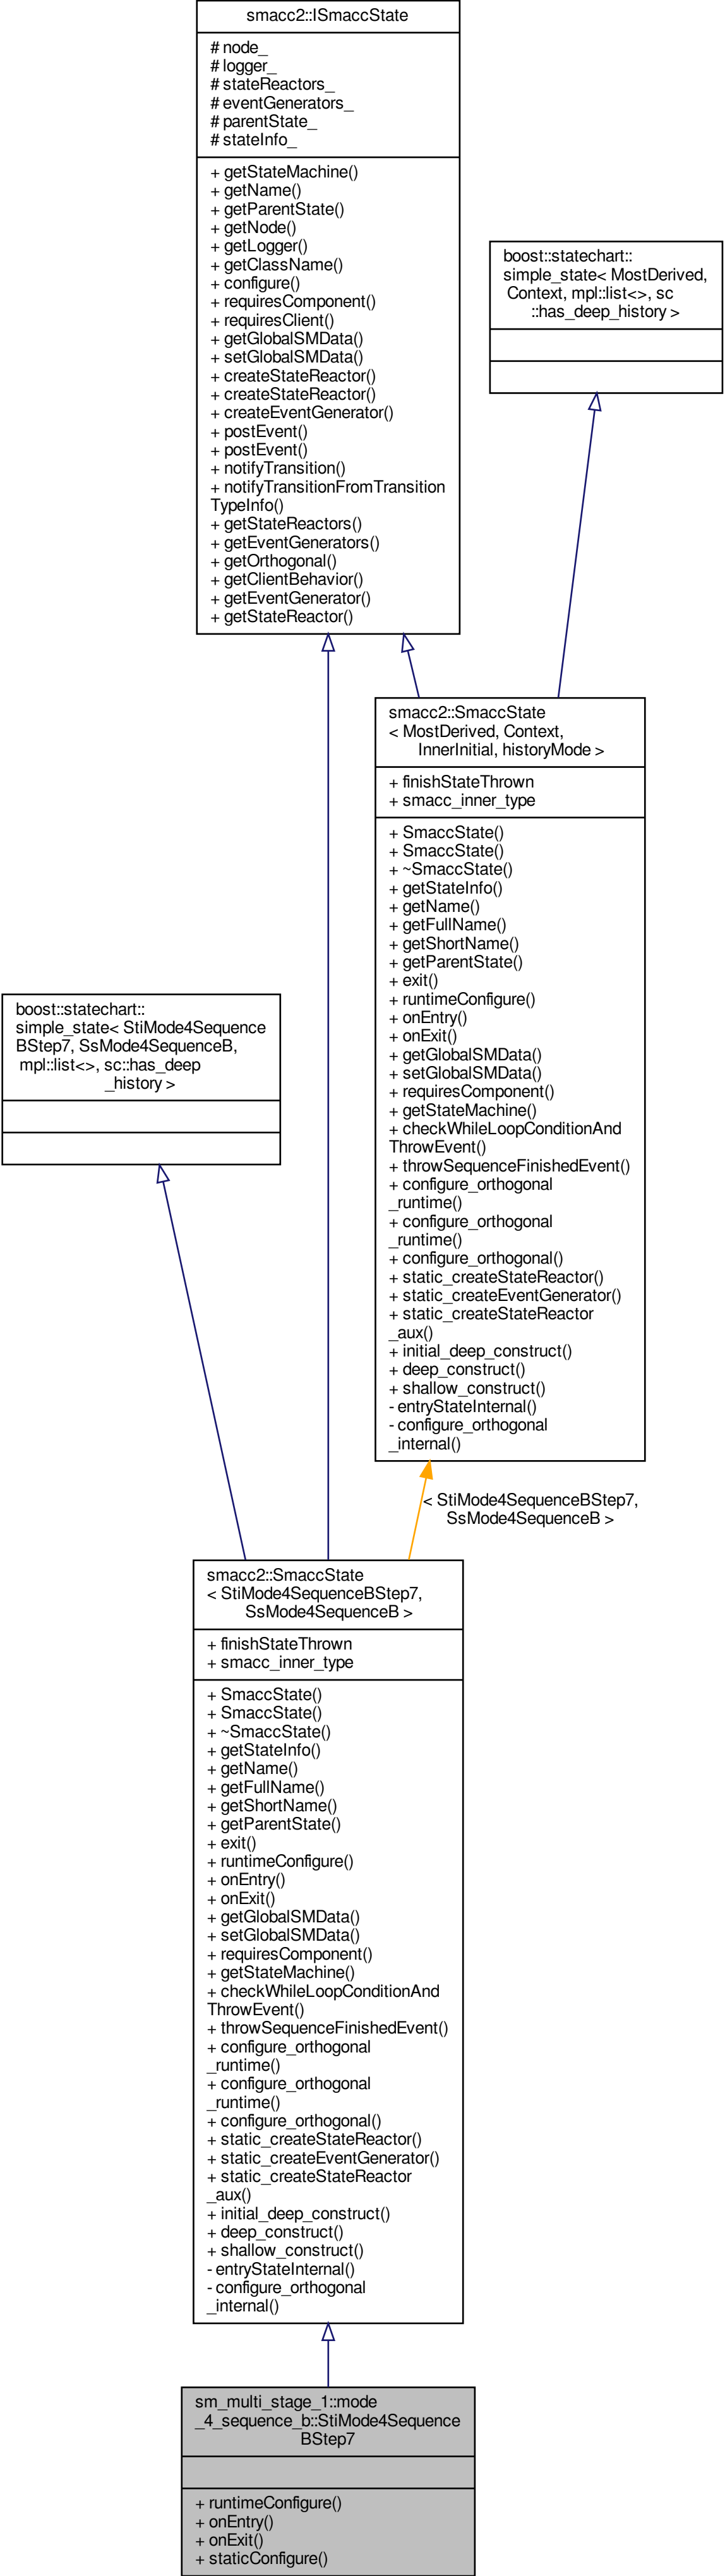 smacc2::ISmaccState
# node_
# logger_
# stateReactors_
# eventGenerators_
# parentState_
# stateInfo_
+ getStateMachine()
+ getName()
+ getParentState()
+ getNode()
+ getLogger()
+ getClassName()
+ configure()
+ requiresComponent()
+ requiresClient()
+ getGlobalSMData()
+ setGlobalSMData()
+ createStateReactor()
+ createStateReactor()
+ createEventGenerator()
+ postEvent()
+ postEvent()
+ notifyTransition()
+ notifyTransitionFromTransition
TypeInfo()
+ getStateReactors()
+ getEventGenerators()
+ getOrthogonal()
+ getClientBehavior()
+ getEventGenerator()
+ getStateReactor()
boost::statechart::
simple_state< MostDerived,
Context, mpl::list<>, sc
::has_deep_history >
smacc2::SmaccState
< MostDerived, Context,
InnerInitial, historyMode >
+ finishStateThrown
+ smacc_inner_type
+ SmaccState()
+ SmaccState()
+ ~SmaccState()
+ getStateInfo()
+ getName()
+ getFullName()
+ getShortName()
+ getParentState()
+ exit()
+ runtimeConfigure()
+ onEntry()
+ onExit()
+ getGlobalSMData()
+ setGlobalSMData()
+ requiresComponent()
+ getStateMachine()
+ checkWhileLoopConditionAnd
ThrowEvent()
+ throwSequenceFinishedEvent()
+ configure_orthogonal
_runtime()
+ configure_orthogonal
_runtime()
+ configure_orthogonal()
+ static_createStateReactor()
+ static_createEventGenerator()
+ static_createStateReactor
_aux()
+ initial_deep_construct()
+ deep_construct()
+ shallow_construct()
- entryStateInternal()
- configure_orthogonal
_internal()
boost::statechart::
simple_state< StiMode4Sequence
BStep7, SsMode4SequenceB,
mpl::list<>, sc::has_deep
_history >
< StiMode4SequenceBStep7,
SsMode4SequenceB >
smacc2::SmaccState
< StiMode4SequenceBStep7,
SsMode4SequenceB >
+ finishStateThrown
+ smacc_inner_type
+ SmaccState()
+ SmaccState()
+ ~SmaccState()
+ getStateInfo()
+ getName()
+ getFullName()
+ getShortName()
+ getParentState()
+ exit()
+ runtimeConfigure()
+ onEntry()
+ onExit()
+ getGlobalSMData()
+ setGlobalSMData()
+ requiresComponent()
+ getStateMachine()
+ checkWhileLoopConditionAnd
ThrowEvent()
+ throwSequenceFinishedEvent()
+ configure_orthogonal
_runtime()
+ configure_orthogonal
_runtime()
+ configure_orthogonal()
+ static_createStateReactor()
+ static_createEventGenerator()
+ static_createStateReactor
_aux()
+ initial_deep_construct()
+ deep_construct()
+ shallow_construct()
- entryStateInternal()
- configure_orthogonal
_internal()
sm_multi_stage_1::mode
_4_sequence_b::StiMode4Sequence
BStep7
+ runtimeConfigure()
+ onEntry()
+ onExit()
+ staticConfigure()